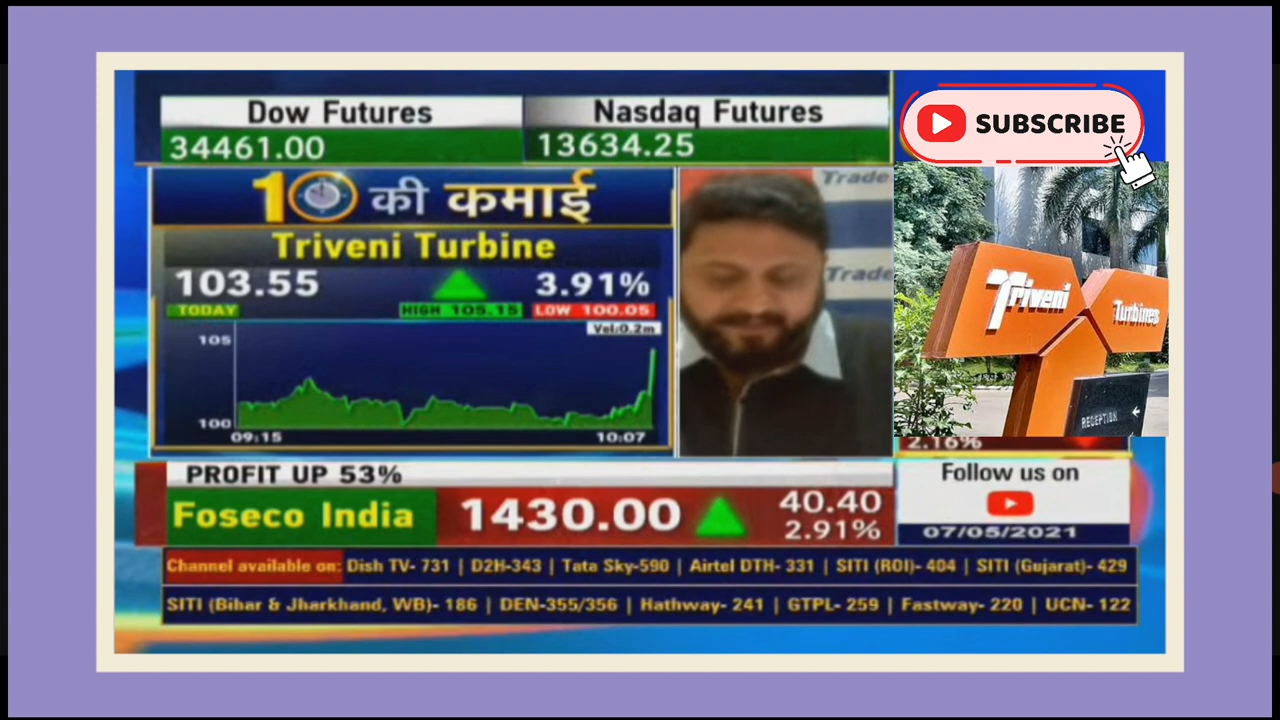 Dow Futures
34461.00
Nasdaq Futures
13634.25
SUBSCRIBE
10 की कमाई
Triveni Turbine
103.55
3.91%
TODAY
HIGH 105.15
LOW 100.05
Vol:0.2m
105
100
09:15
10:07
Trade
Trade
Triveni
Turbines
RECEPTION
2.16%
PROFIT UP 53%
Foseco India
1430.00
40.40
2.91%
Follow us on
07/05/2021
Channel available on: Dish TV- 731 | D2H-343 | Tata Sky-590 | Airtel DTH- 331 | SITI (ROI)- 404 | SITI (Gujarat)- 429
SITI (Bihar & Jharkhand, WB)- 186 | DEN-355/356 | Hathway- 241 | GTPL- 259 | Fastway- 220 | UCN- 122